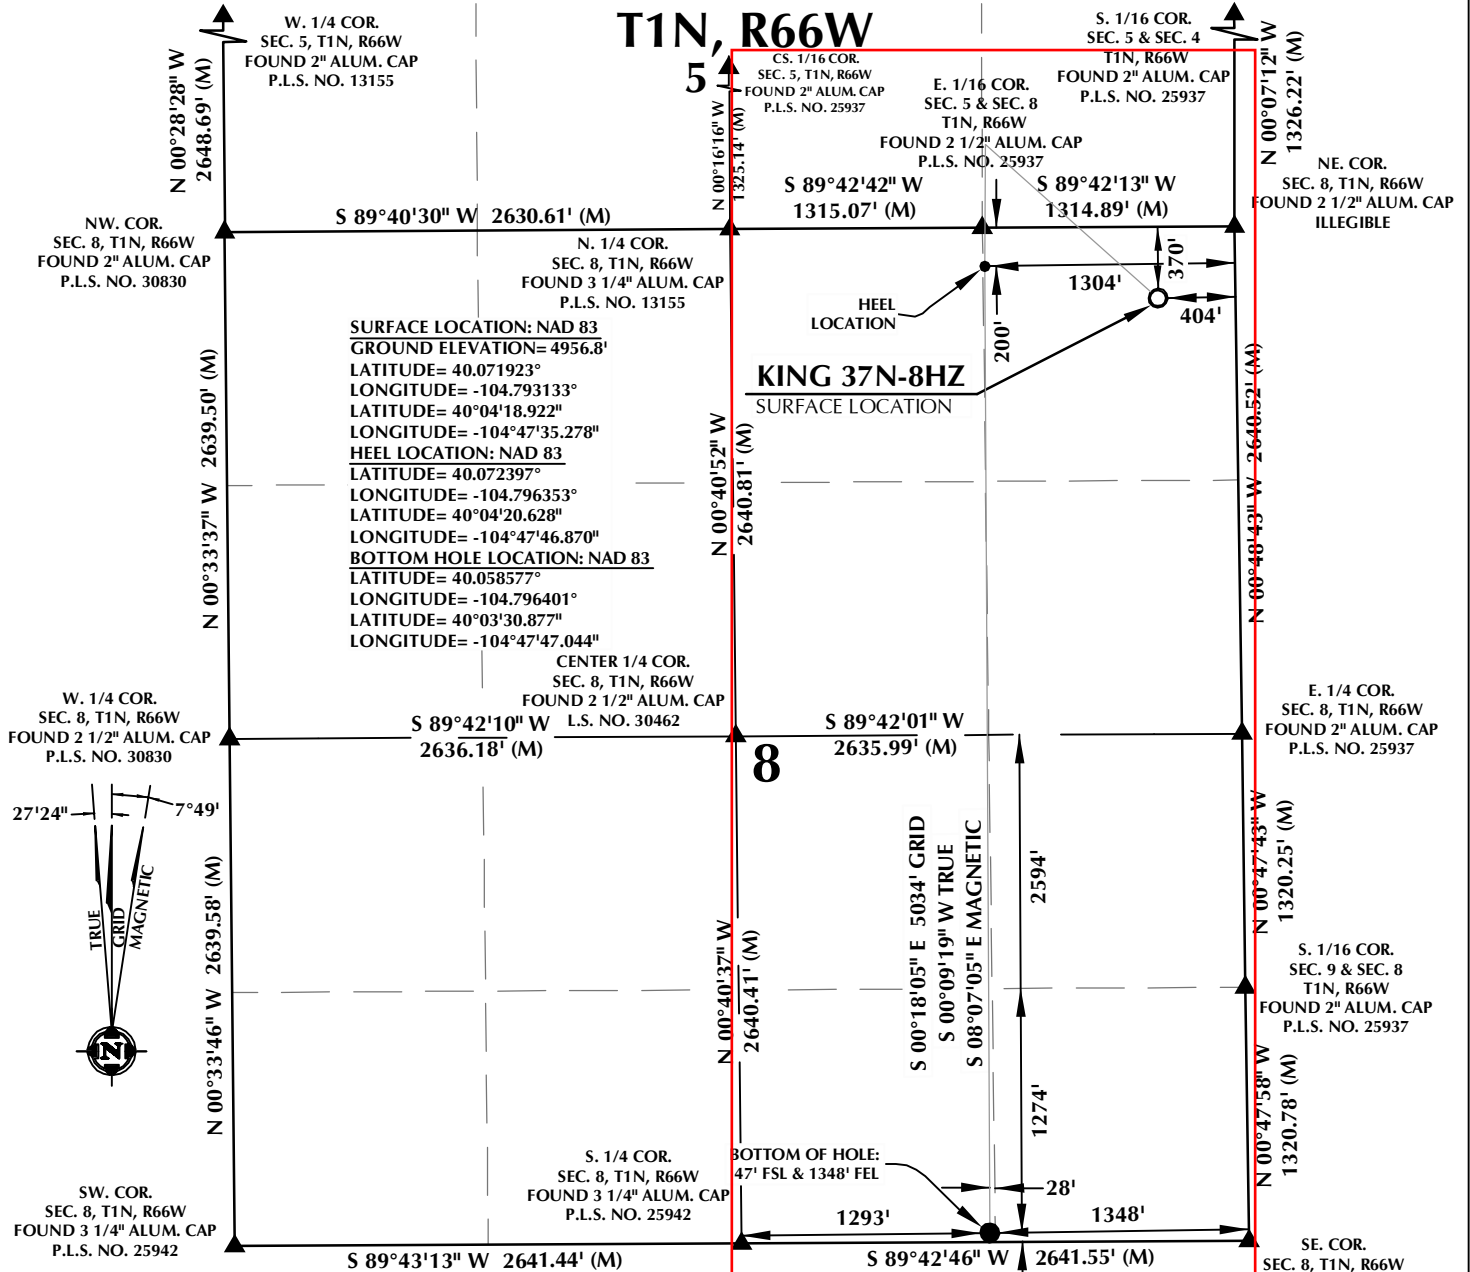 T1N, R66W
5
W. 1/4 COR.
SEC. 5, T1N, R66W
FOUND 2" ALUM. CAP
P.L.S. NO. 13155
N 00°28'28" W
2648.69' (M)
CS. 1/16 COR.
SEC. 5, T1N, R66W
FOUND 2" ALUM. CAP
P.L.S. NO. 25937
N 00°16'16" W
1325.14' (M)
E. 1/16 COR.
SEC. 5 & SEC. 8
T1N, R66W
FOUND 2 1/2" ALUM. CAP
P.L.S. NO. 25937
S. 1/16 COR.
SEC. 5 & SEC. 4
T1N, R66W
FOUND 2" ALUM. CAP
P.L.S. NO. 25937
N 00°07'12" W
1326.22' (M)
NE. COR.
SEC. 8, T1N, R66W
FOUND 2 1/2" ALUM. CAP
ILLEGIBLE
NW. COR.
SEC. 8, T1N, R66W
FOUND 2" ALUM. CAP
P.L.S. NO. 30830
S 89°40'30" W 2630.61' (M)
N. 1/4 COR.
SEC. 8, T1N, R66W
FOUND 3 1/4" ALUM. CAP
P.L.S. NO. 13155
S 89°42'42" W
1315.07' (M)
S 89°42'13" W
1314.89' (M)
1304'
370'
404'
200'
HEEL
LOCATION
KING 37N-8HZ
SURFACE LOCATION
SURFACE LOCATION: NAD 83
GROUND ELEVATION= 4956.8'
LATITUDE= 40.071923°
LONGITUDE= -104.793133°
LATITUDE= 40°04'18.922"
LONGITUDE= -104°47'35.278"
HEEL LOCATION: NAD 83
LATITUDE= 40.072397°
LONGITUDE= -104.796353°
LATITUDE= 40°04'20.628"
LONGITUDE= -104°47'46.870"
BOTTOM HOLE LOCATION: NAD 83
LATITUDE= 40.058577°
LONGITUDE= -104.796401°
LATITUDE= 40°03'30.877"
LONGITUDE= -104°47'47.044"
N 00°33'37" W 2639.50' (M)
N 00°40'52" W
2640.81' (M)
N 00°48'43" W 2640.52' (M)
W. 1/4 COR.
SEC. 8, T1N, R66W
FOUND 2 1/2" ALUM. CAP
P.L.S. NO. 30830
CENTER 1/4 COR.
SEC. 8, T1N, R66W
FOUND 2 1/2" ALUM. CAP
L.S. NO. 30462
S 89°42'10" W
2636.18' (M)
S 89°42'01" W
2635.99' (M)
E. 1/4 COR.
SEC. 8, T1N, R66W
FOUND 2" ALUM. CAP
P.L.S. NO. 25937
8
27'24"
7°49'
TRUE
GRID
MAGNETIC
N
N 00°33'46" W 2639.58' (M)
N 00°40'37" W
2640.41' (M)
S 00°18'05" E 5034' GRID
S 00°09'19" W TRUE
S 08°07'05" E MAGNETIC
2594'
1274'
N 00°47'43" W
1320.25' (M)
S. 1/16 COR.
SEC. 9 & SEC. 8
T1N, R66W
FOUND 2" ALUM. CAP
P.L.S. NO. 25937
N 00°47'58" W
1320.78' (M)
SW. COR.
SEC. 8, T1N, R66W
FOUND 3 1/4" ALUM. CAP
P.L.S. NO. 25942
S. 1/4 COR.
SEC. 8, T1N, R66W
FOUND 3 1/4" ALUM. CAP
P.L.S. NO. 25942
BOTTOM OF HOLE:
47' FSL & 1348' FEL
28'
1293'
1348'
S 89°43'13" W 2641.44' (M)
S 89°42'46" W 2641.55' (M)
SE. COR.
SEC. 8, T1N, R66W